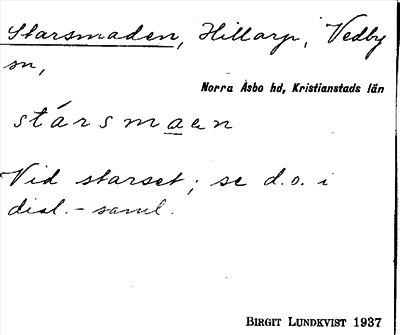 Starsmaden, Hillarp, Vedby
sn,
Norra Åsbo hd, Kristianstads län
stársmaen
Vid starset; se d.o. i
dial.-saml.
BIRGIT LUNDKVIST 1937